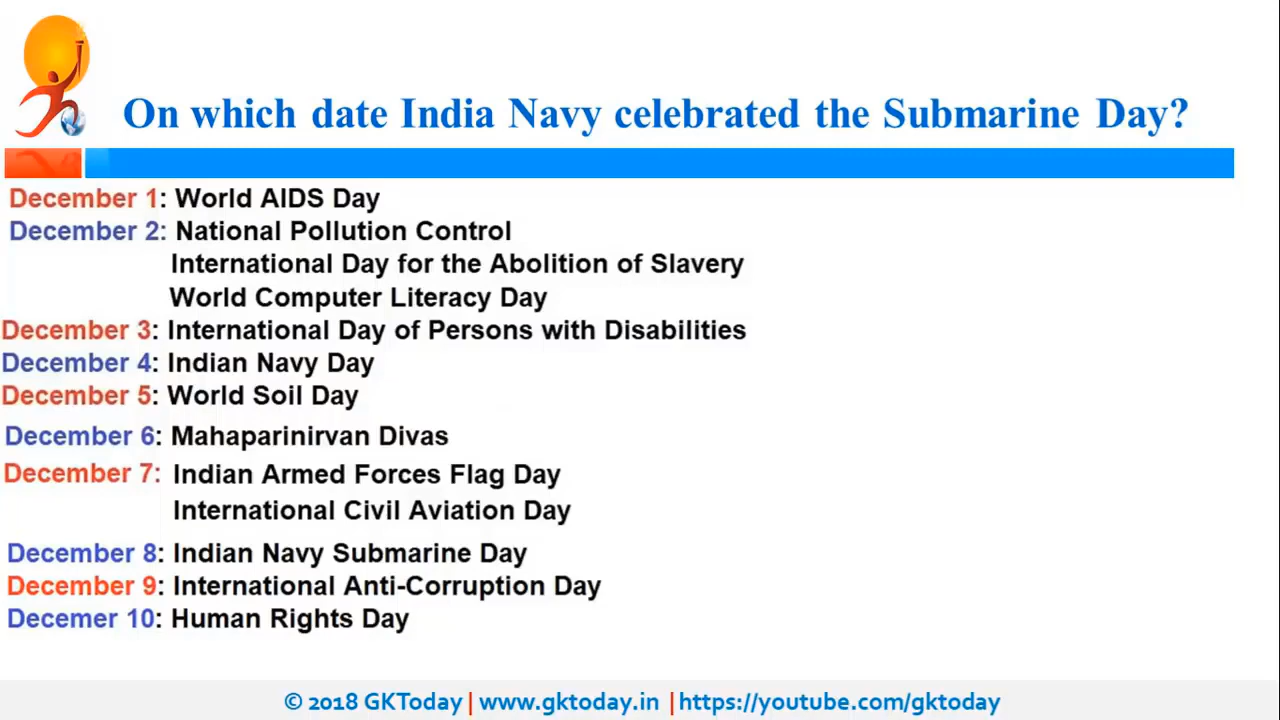 On which date India Navy celebrated the Submarine Day?
December 1: World AIDS Day
December 2: National Pollution Control
International Day for the Abolition of Slavery
World Computer Literacy Day
December 3: International Day of Persons with Disabilities
December 4: Indian Navy Day
December 5: World Soil Day
December 6: Mahaparinirvan Divas
December 7: Indian Armed Forces Flag Day
International Civil Aviation Day
December 8: Indian Navy Submarine Day
December 9: International Anti-Corruption Day
Decemer 10: Human Rights Day
© 2018 GKToday | www.gktoday.in | https://youtube.com/gktoday